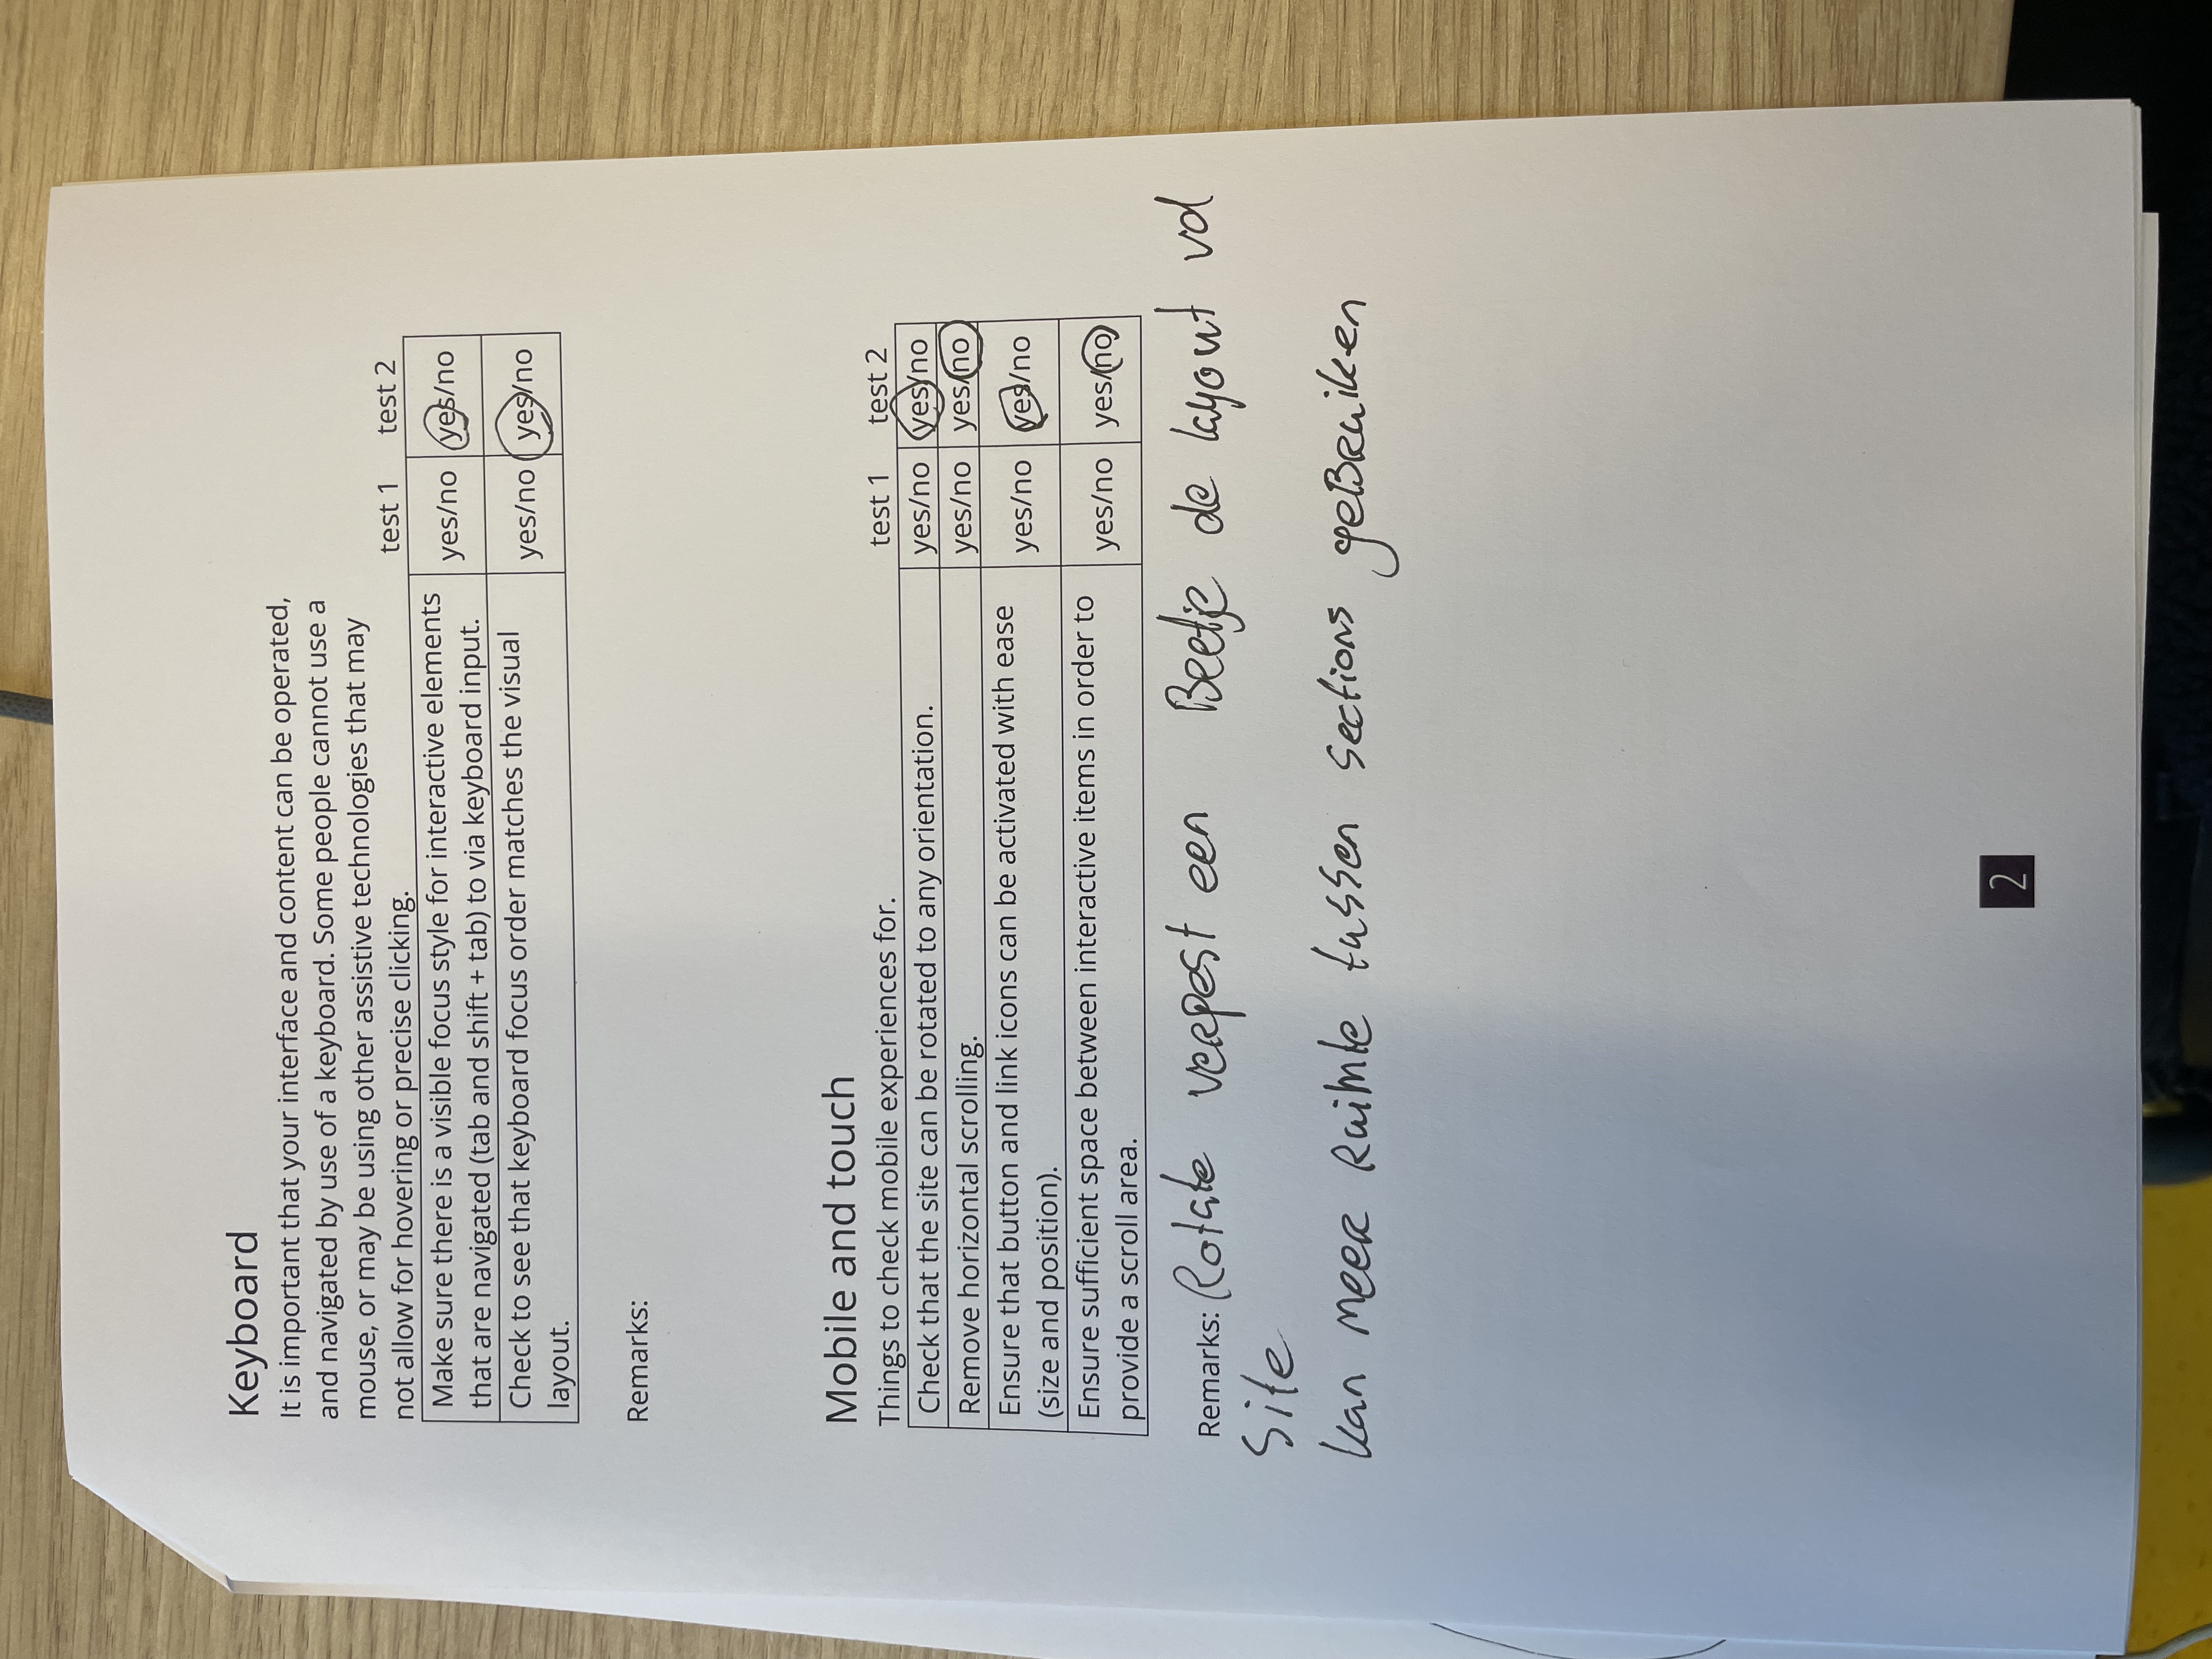 Keyboard
It is important that your interface and content can be operated,
and navigated by use of a keyboard. Some people cannot use a
mouse, or may be using other assistive technologies that may
not allow for hovering or precise clicking. test 1 test 2
Make sure there is a visible focus style for interactive elements
that are navigated (tab and shift + tab) to via keyboard input. yes/no yes/no
Check to see that keyboard focus order matches the visual
layout. yes/no yes/no
Remarks:
Mobile and touch
Things to check mobile experiences for. test 1 test 2
Check that the site can be rotated to any orientation. yes/no yes/no
Remove horizontal scrolling. yes/no yes/no
Ensure that button and link icons can be activated with ease
(size and position). yes/no yes/no
Ensure sufficient space between interactive items in order to
provide a scroll area. yes/no yes/no
Remarks: Rotate verpest een Beetje de layout vd
Site
kan meer Ruimte tussen sections geBruiken
2